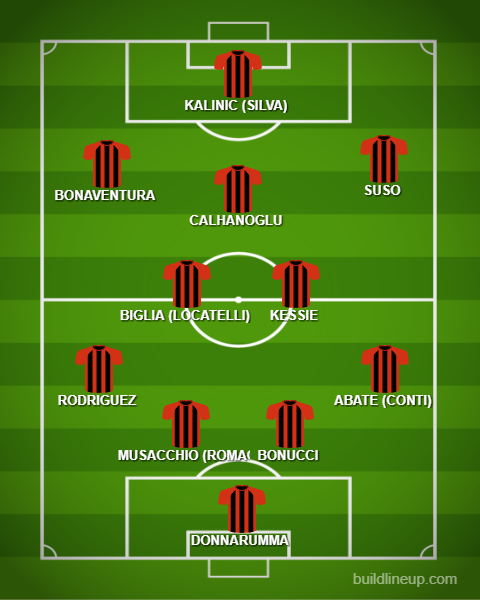 KALINIC (SILVA)
BONAVENTURA
SUSO
CALHANOGLU
BIGLIA (LOCATELLI)
KESSIE
RODRIGUEZ
ABATE (CONTI)
MUSACCHIO (ROMA
BONUCCI
DONNARUMMA
buildlineup.com